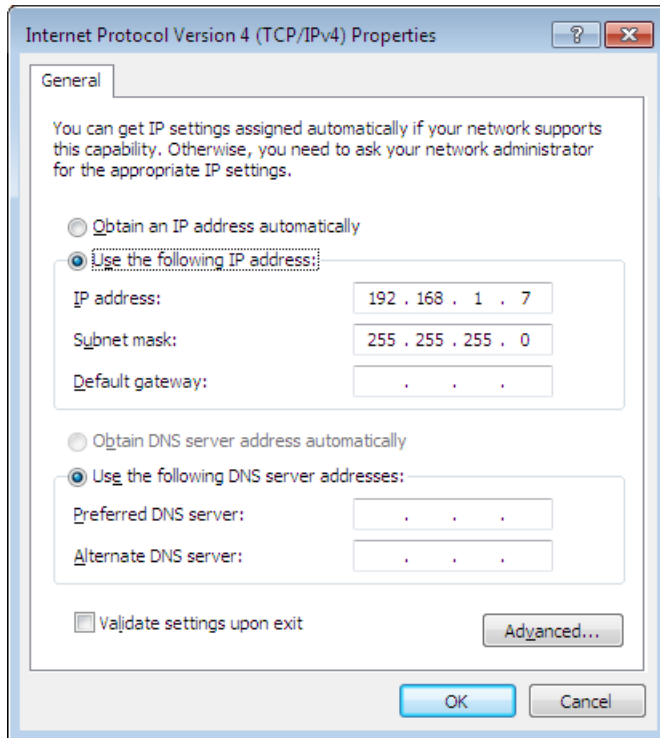 Internet Protocol Version 4 (TCP/IPv4) Properties
General
You can get IP settings assigned automatically if your network supports
this capability. Otherwise, you need to ask your network administrator
for the appropriate IP settings.
Obtain an IP address automatically
Use the following IP address:
IP address: 192 . 168 . 1 . 7
Subnet mask: 255 . 255 . 255 . 0
Default gateway: . . .
Obtain DNS server address automatically
Use the following DNS server addresses:
Preferred DNS server: . . .
Alternate DNS server: . . .
Validate settings upon exit
Advanced...
OK Cancel